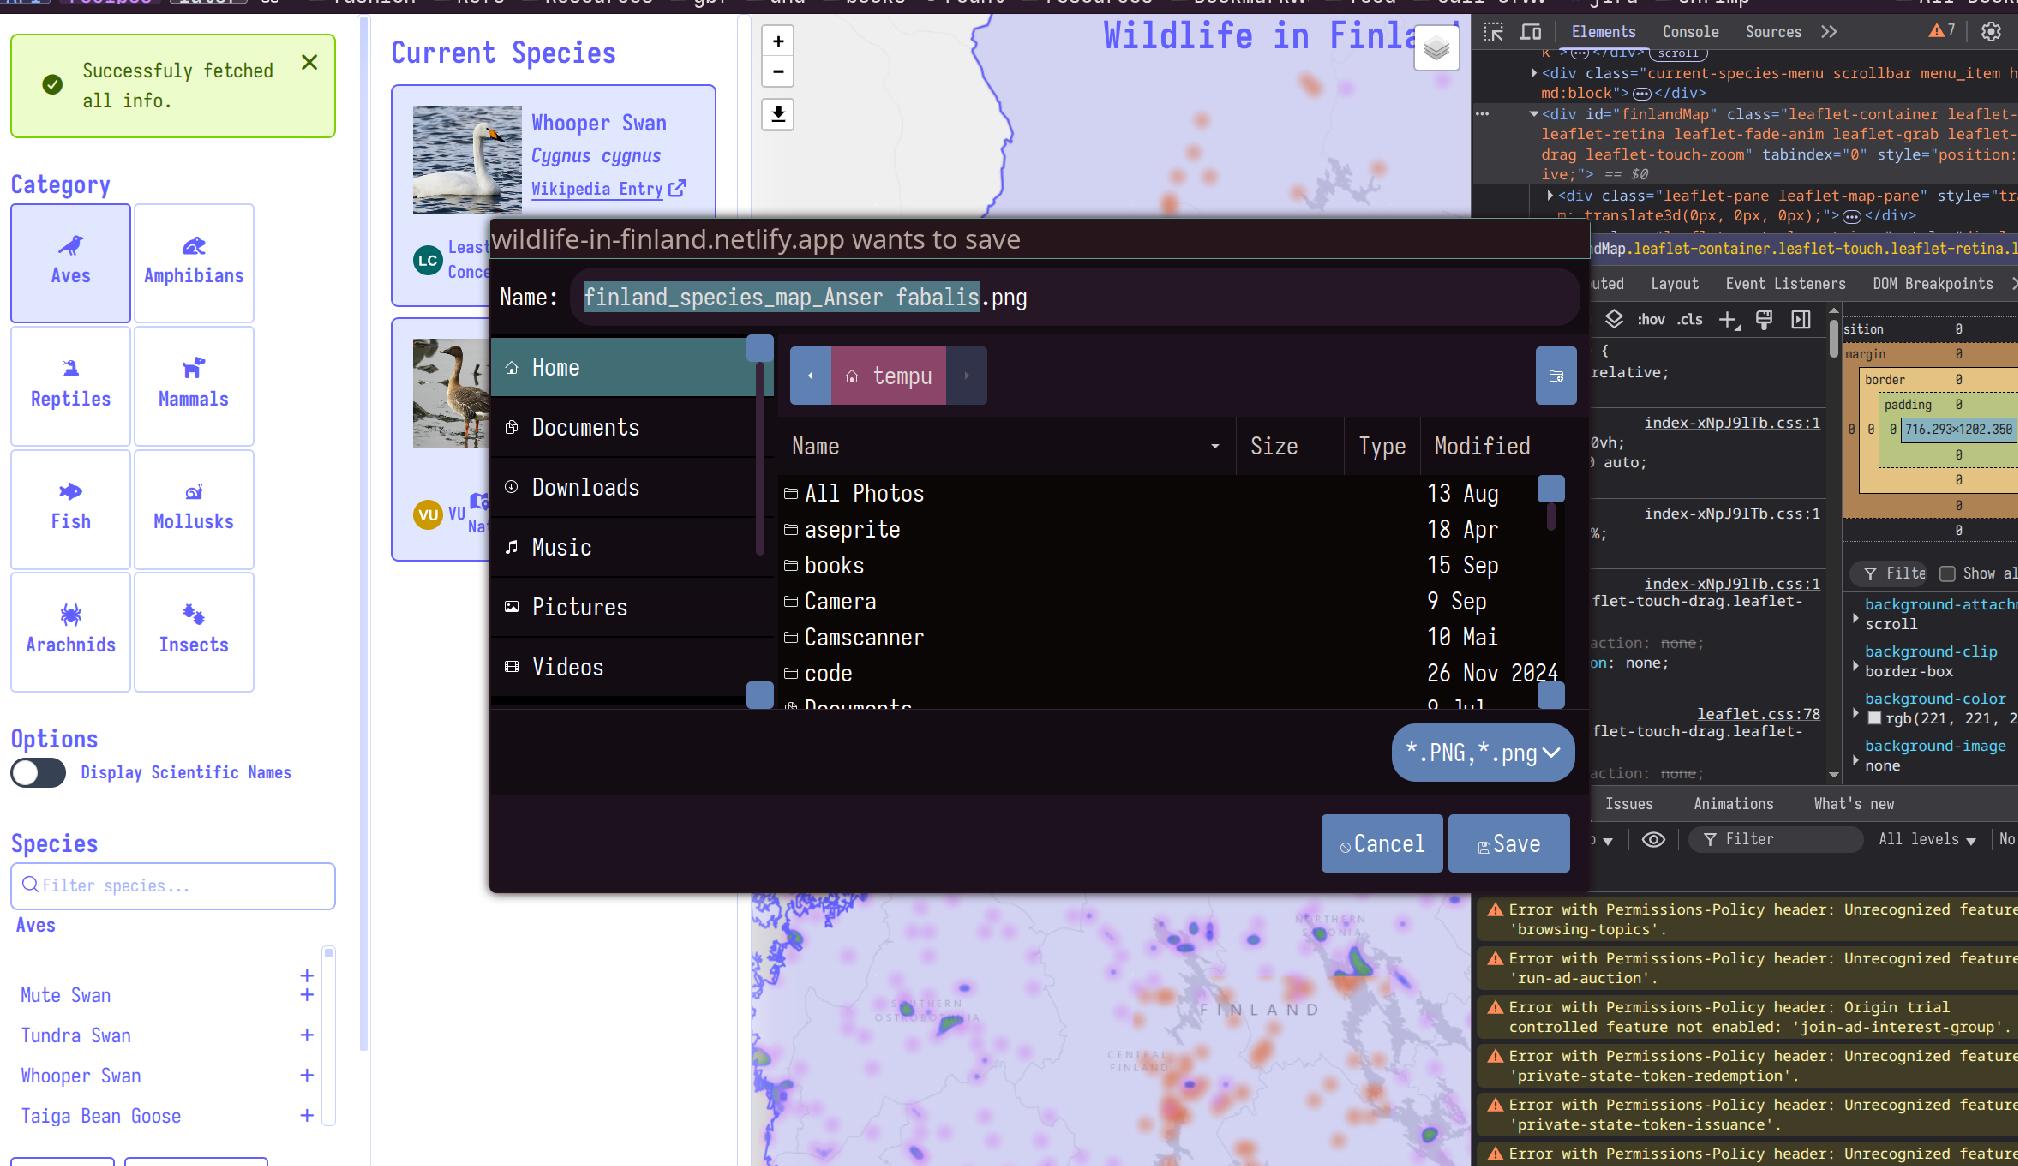 Successfuly fetched
all info.
Category
Aves
Amphibians
Reptiles
Mammals
Fish
Mollusks
Arachnids
Insects
Options
Display Scientific Names
Species
Filter species...
Aves
Mute Swan
Tundra Swan
Whooper Swan
Taiga Bean Goose
Current Species
Whooper Swan
Cygnus cygnus
Wikipedia Entry
LC
Least
Conce
VU
VU
Nat
+
−
Wildlife in Finla
wildlife-in-finland.netlify.app wants to save
Name: finland_species_map_Anser fabalis.png
Home
Documents
Downloads
Music
Pictures
Videos
tempu
Name Size Type Modified
All Photos 13 Aug
aseprite 18 Apr
books 15 Sep
Camera 9 Sep
Camscanner 10 Mai
code 26 Nov 2024
Documents 9 Jul
*.PNG,*.png
Cancel
Save
NORTHERN
SOUTHERN
OSTROBOTHNIA
FINLAND
CENTRAL
FINLAND
Elements Console Sources 7
scroll
<div class="current-species-menu scrollbar menu_item h
md:block"> </div>
<div id="finlandMap" class="leaflet-container leaflet-
leaflet-retina leaflet-fade-anim leaflet-grab leaflet-
drag leaflet-touch-zoom" tabindex="0" style="position:
ive;"> == $0
<div class="leaflet-pane leaflet-map-pane" style="tra
m: translate3d(0px, 0px, 0px);"> </div>
dMap.leaflet-container.leaflet-touch.leaflet-retina.l
uted Layout Event Listeners DOM Breakpoints
:hov .cls
{
relative;
index-xNpJ9lTb.css:1
0vh;
0 auto;
index-xNpJ9lTb.css:1
%;
index-xNpJ9lTb.css:1
flet-touch-drag.leaflet-
action: none;
on: none;
leaflet.css:78
flet-touch-drag.leaflet-
action: none;
sition 0
margin 0
border 0
padding 0
0 0 0 716.293×1202.350
0
0
0
0
Filte Show al
background-attachm
scroll
background-clip
border-box
background-color
rgb(221, 221, 2
background-image
none
Issues Animations What's new
Filter All levels No
Error with Permissions-Policy header: Unrecognized feature
'browsing-topics'.
Error with Permissions-Policy header: Unrecognized feature
'run-ad-auction'.
Error with Permissions-Policy header: Origin trial
controlled feature not enabled: 'join-ad-interest-group'.
Error with Permissions-Policy header: Unrecognized feature
'private-state-token-redemption'.
Error with Permissions-Policy header: Unrecognized feature
'private-state-token-issuance'.
Error with Permissions-Policy header: Unrecognized feature